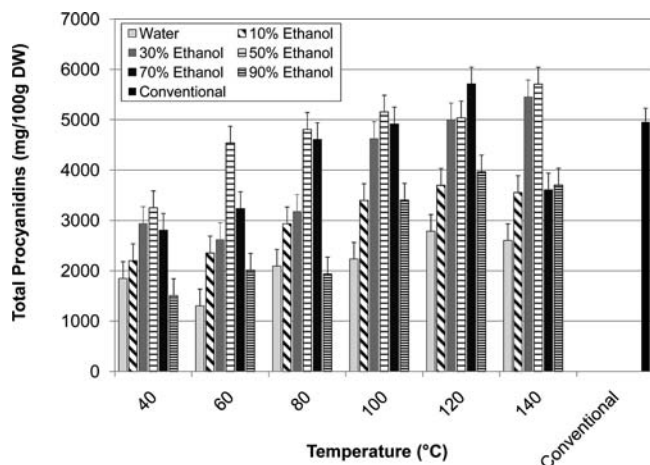 7000
6000
5000
4000
3000
2000
1000
0
Total Procyanidins (mg/100g DW)
Water 10% Ethanol
30% Ethanol 50% Ethanol
70% Ethanol 90% Ethanol
Conventional
40 60 80 100 120 140 Conventional
Temperature (°C)